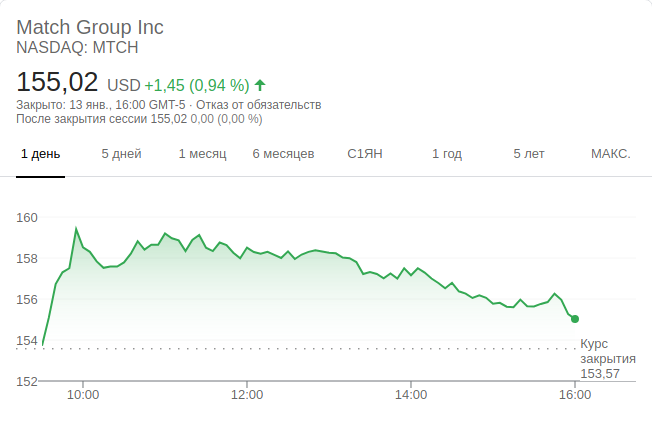 Match Group Inc
NASDAQ: MTCH
155,02 USD +1,45 (0,94 %)
Закрыто: 13 янв., 16:00 GMT-5 · Отказ от обязательств
После закрытия сессии 155,02 0,00 (0,00 %)
1 день 5 дней 1 месяц 6 месяцев С1ЯН 1 год 5 лет МАКС.
160
158
156
154
Курс
закрытия
153,57
152
10:00 12:00 14:00 16:00